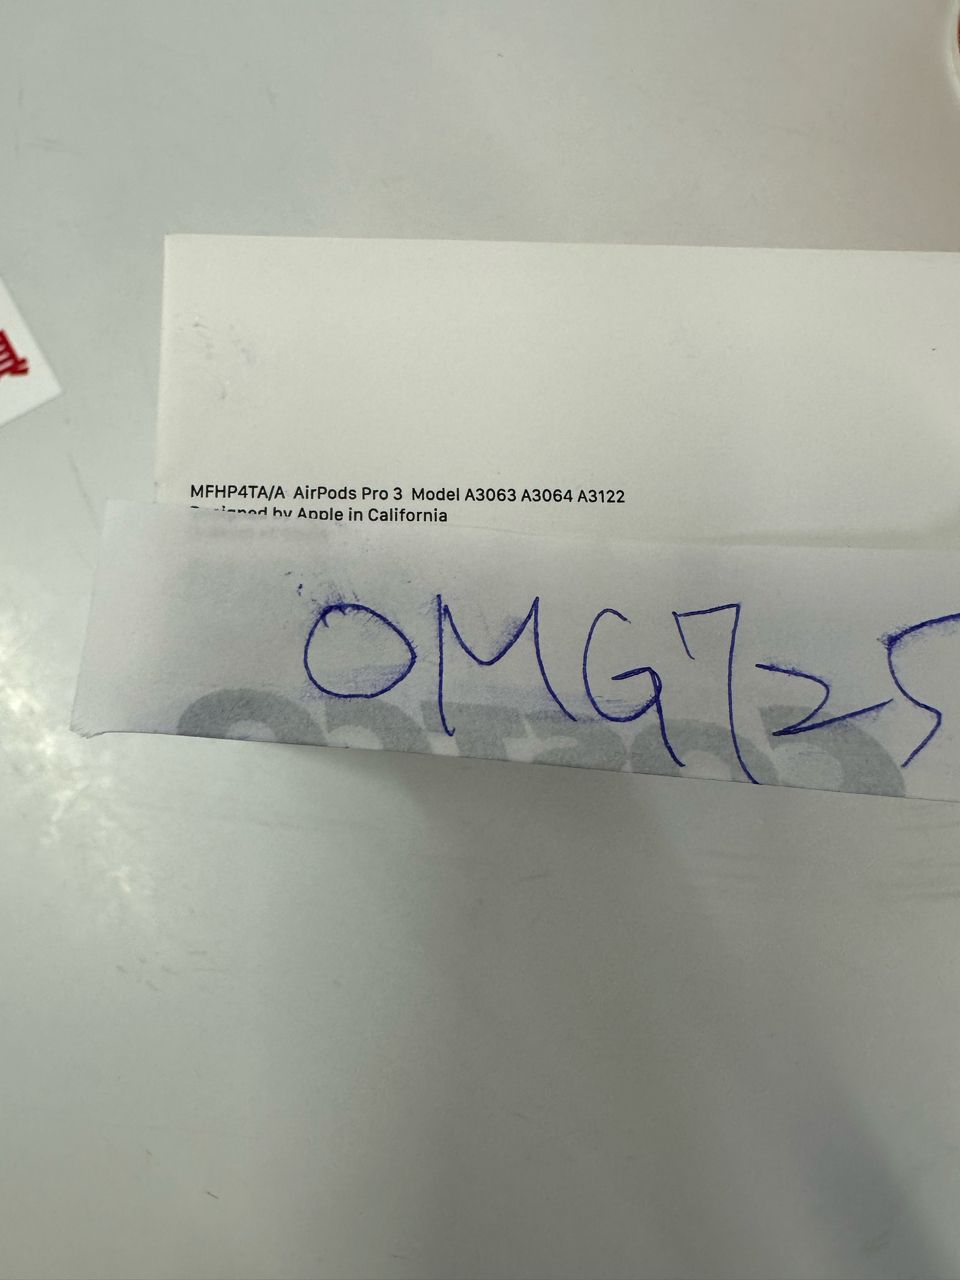 MFHP4TA/A AirPods Pro 3 Model A3063 A3064 A3122
Designed by Apple in California
OMG725